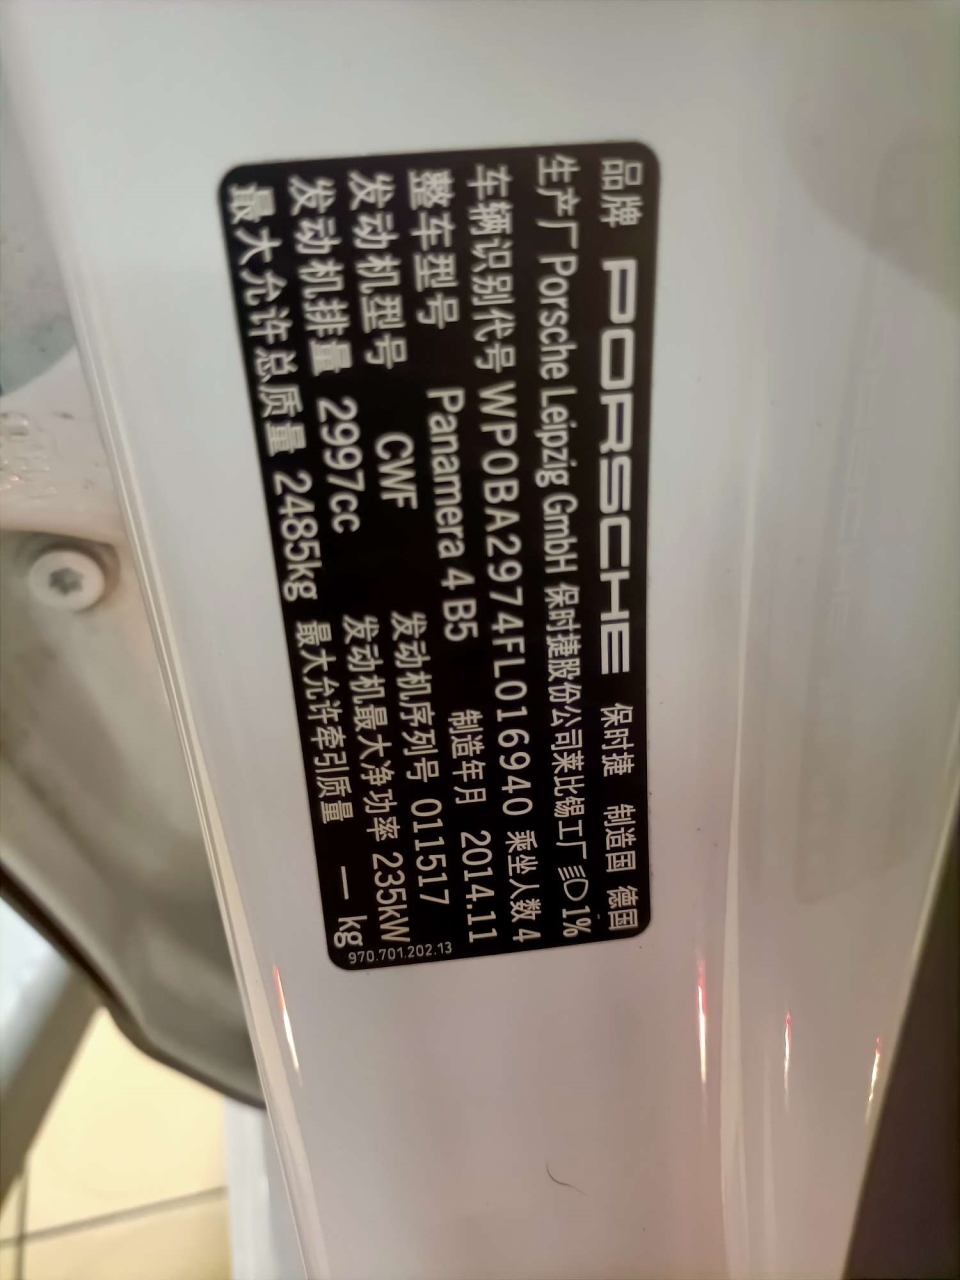 品牌 PORSCHE 保时捷 制造国 德国
生产厂 Porsche Leipzig GmbH 保时捷股份公司莱比锡工厂 1%
车辆识别代号 WP0BA2974FL016940 乘坐人数 4
整车型号 Panamera 4 B5 制造年月 2014.11
发动机型号 CWF 发动机序列号 011517
发动机排量 2997cc 发动机最大净功率 235kW
最大允许总质量 2485kg 最大允许牵引质量 — kg
970.701.202.13